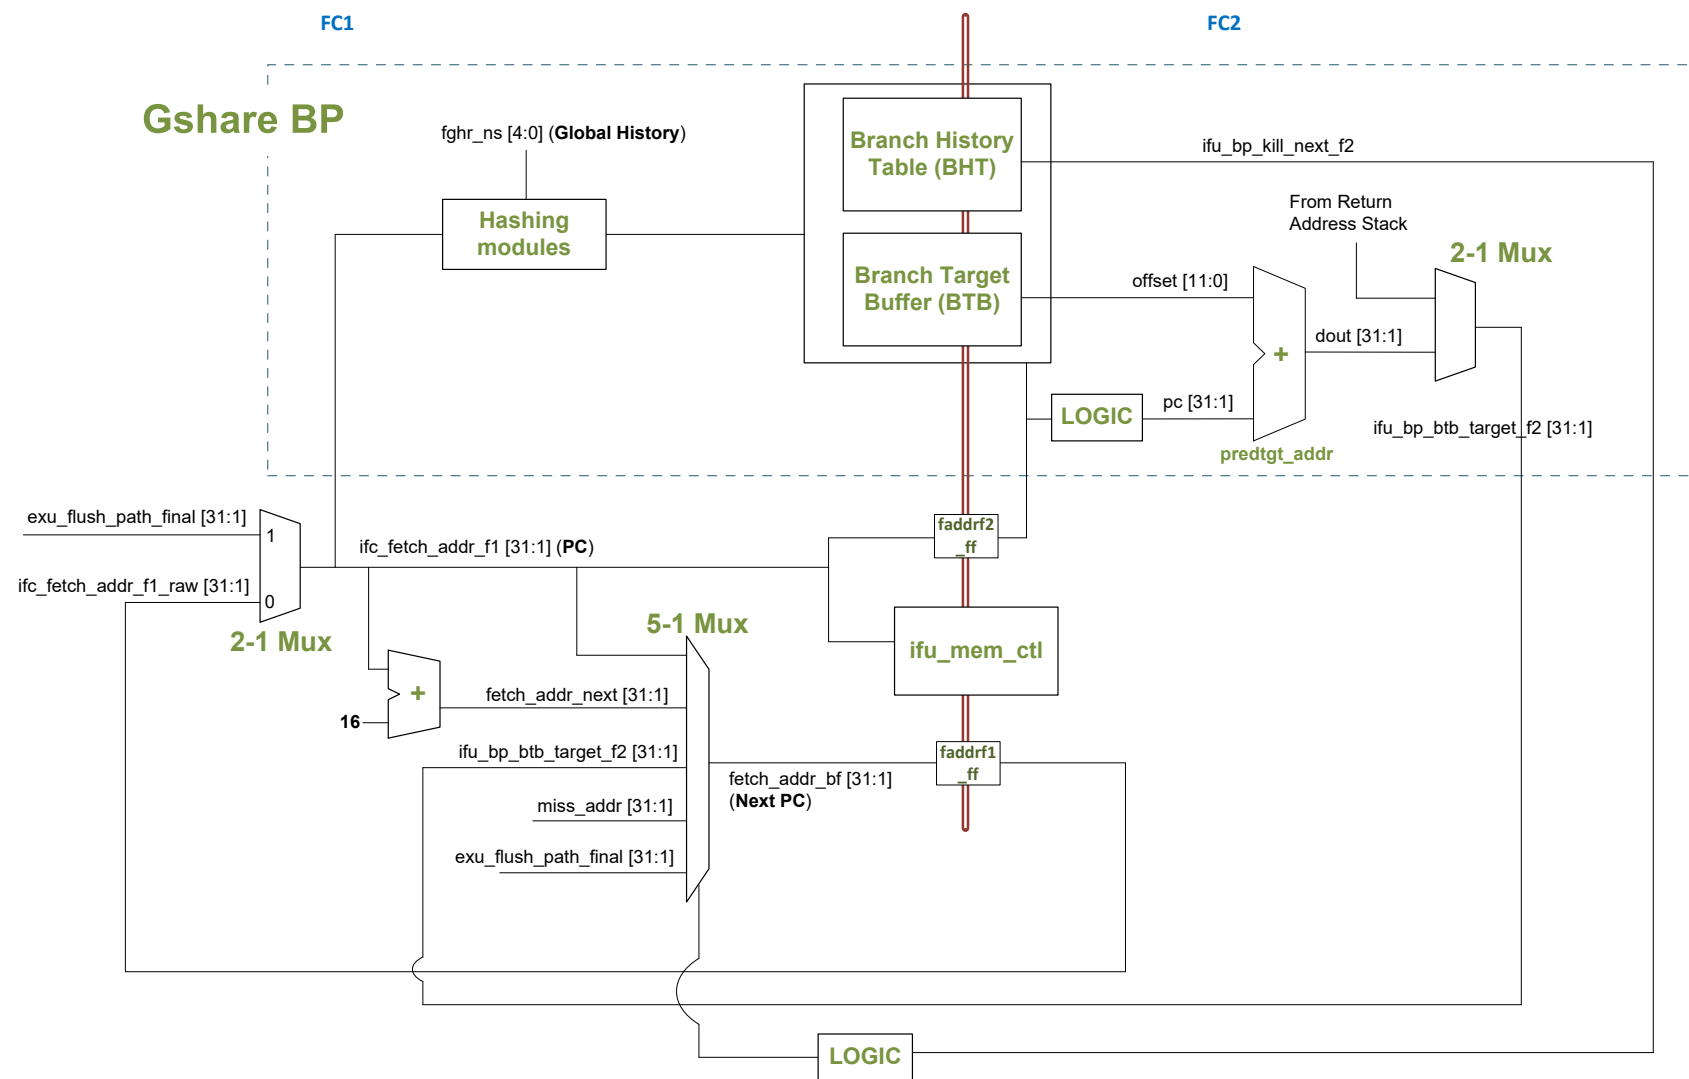 FC1
FC2
Gshare BP
fghr_ns [4:0] (Global History)
Hashing
modules
Branch History
Table (BHT)
Branch Target
Buffer (BTB)
ifu_bp_kill_next_f2
From Return
Address Stack
2-1 Mux
offset [11:0]
+
dout [31:1]
LOGIC
pc [31:1]
predtgt_addr
ifu_bp_btb_target_f2 [31:1]
exu_flush_path_final [31:1]
1
ifc_fetch_addr_f1_raw [31:1]
0
2-1 Mux
ifc_fetch_addr_f1 [31:1] (PC)
faddrf2
_ff
5-1 Mux
ifu_mem_ctl
+
16
fetch_addr_next [31:1]
ifu_bp_btb_target_f2 [31:1]
miss_addr [31:1]
exu_flush_path_final [31:1]
fetch_addr_bf [31:1]
(Next PC)
faddrf1
_ff
LOGIC